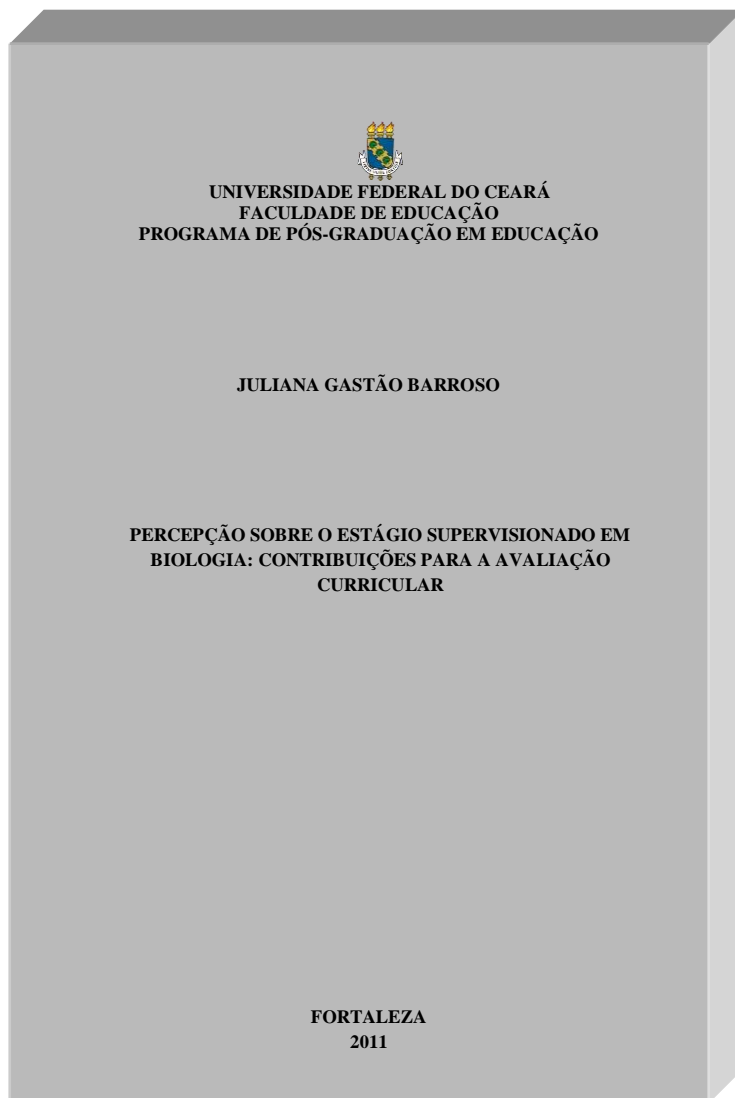 UNIVERSIDADE FEDERAL DO CEARÁ
FACULDADE DE EDUCAÇÃO
PROGRAMA DE PÓS-GRADUAÇÃO EM EDUCAÇÃO
JULIANA GASTÃO BARROSO
PERCEPÇÃO SOBRE O ESTÁGIO SUPERVISIONADO EM
BIOLOGIA: CONTRIBUIÇÕES PARA A AVALIAÇÃO
CURRICULAR
FORTALEZA
2011